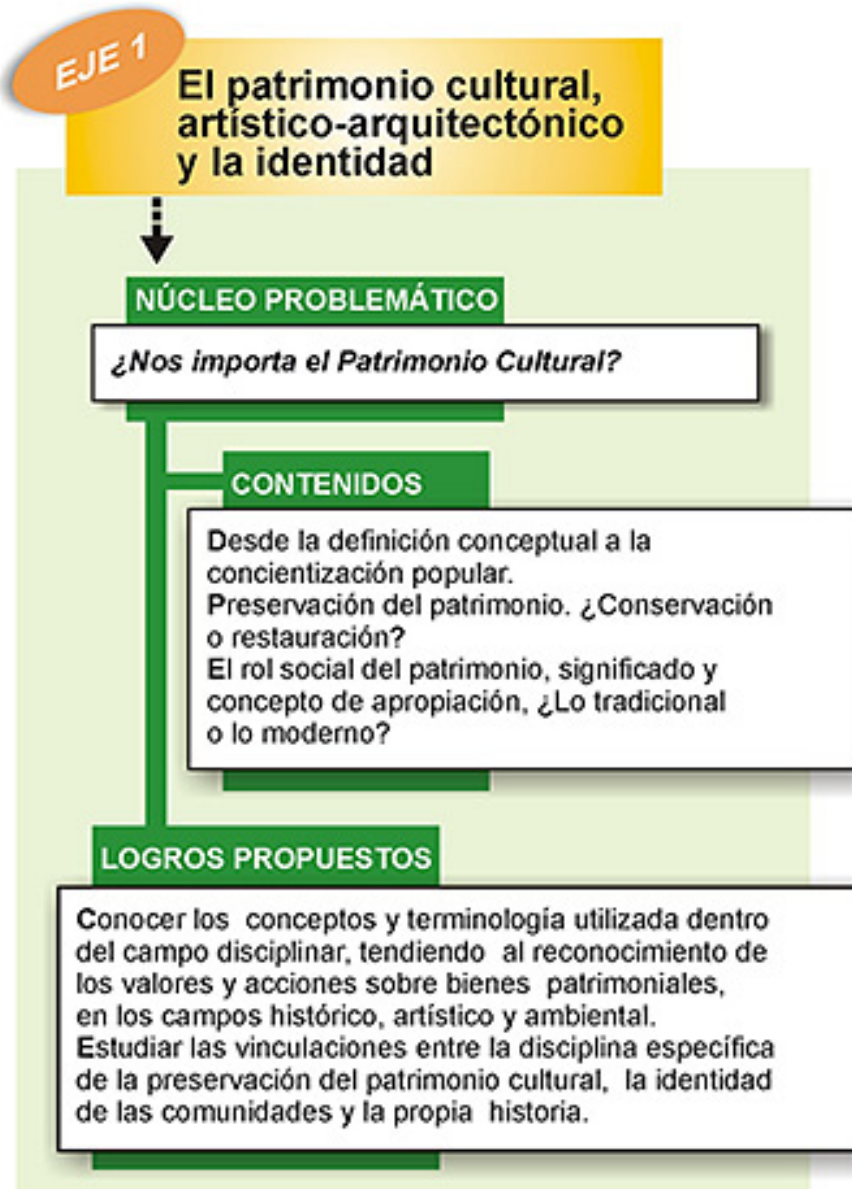 EJE 1
El patrimonio cultural,
artístico-arquitectónico
y la identidad
NÚCLEO PROBLEMÁTICO
¿Nos importa el Patrimonio Cultural?
CONTENIDOS
Desde la definición conceptual a la
concientización popular.
Preservación del patrimonio. ¿Conservación
o restauración?
El rol social del patrimonio, significado y
concepto de apropiación, ¿Lo tradicional
o lo moderno?
LOGROS PROPUESTOS
Conocer los conceptos y terminología utilizada dentro
del campo disciplinar, tendiendo al reconocimiento de
los valores y acciones sobre bienes patrimoniales,
en los campos histórico, artístico y ambiental.
Estudiar las vinculaciones entre la disciplina específica
de la preservación del patrimonio cultural, la identidad
de las comunidades y la propia historia.